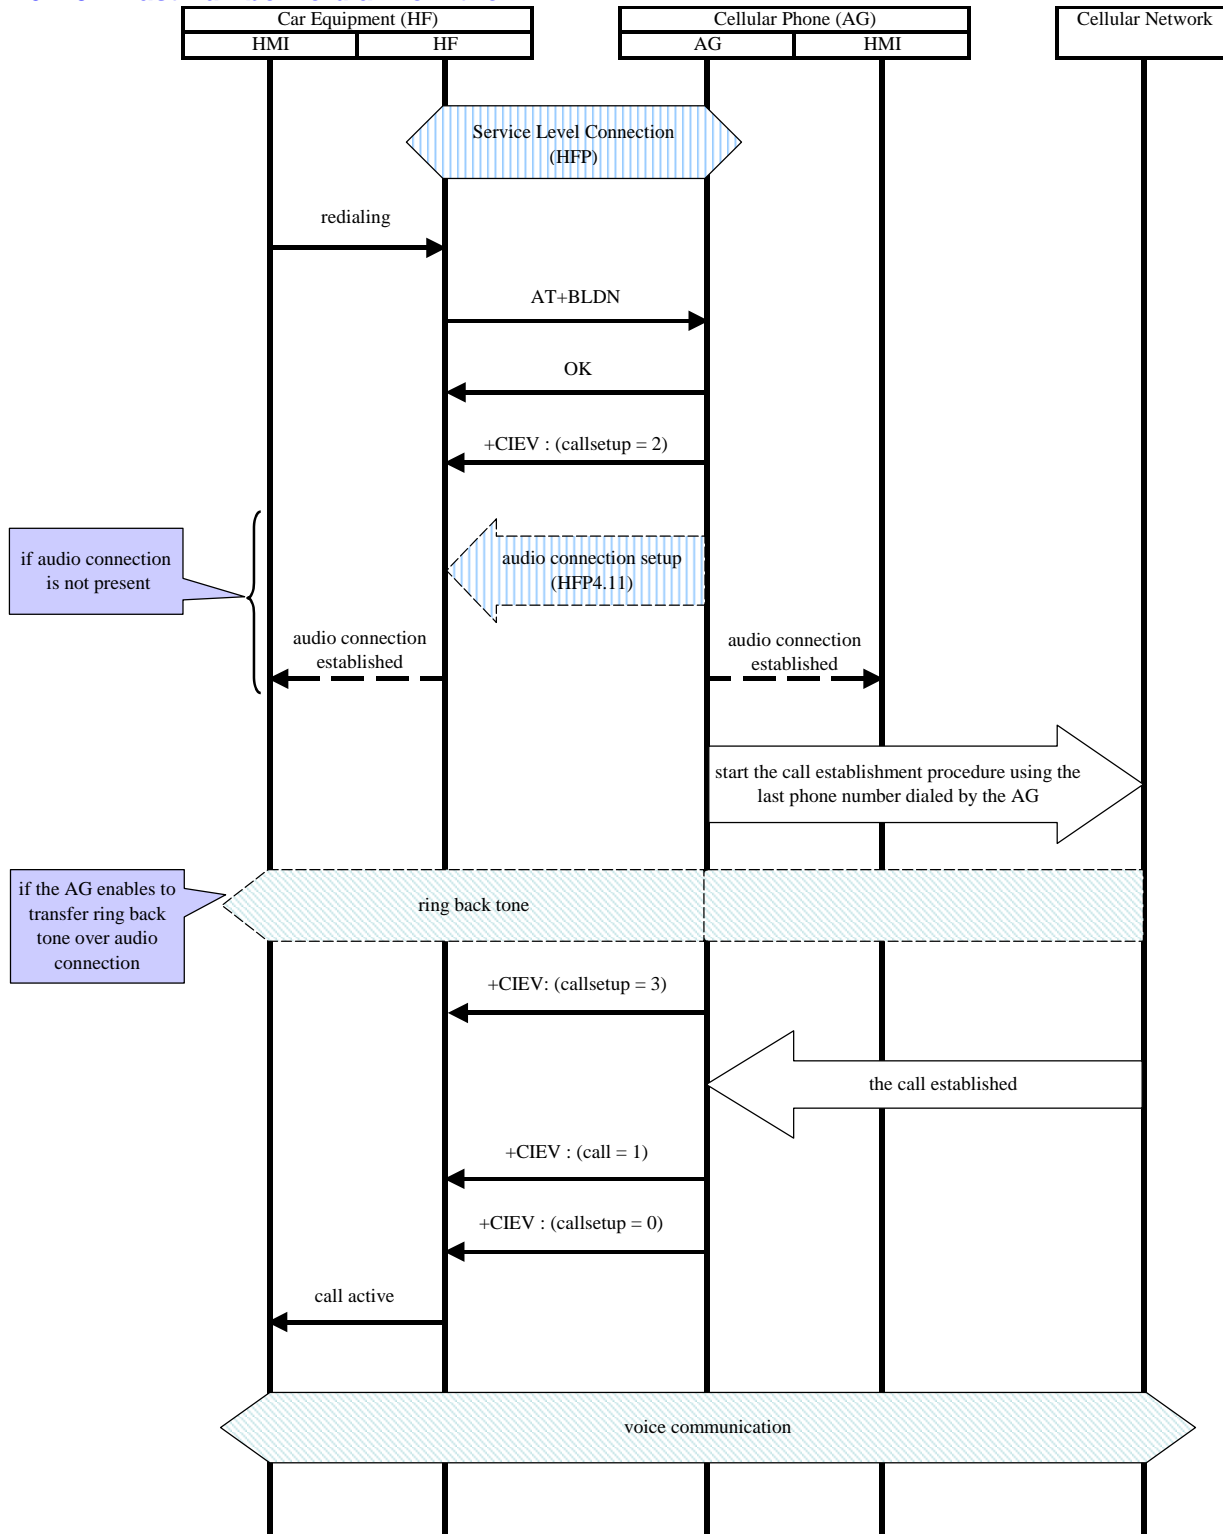 Car Equipment (HF)
Cellular Phone (AG)
Cellular Network
HMI
HF
AG
HMI
Service Level Connection
(HFP)
redialing
AT+BLDN
OK
+CIEV : (callsetup = 2)
if audio connection
is not present
audio connection setup
(HFP4.11)
audio connection
established
audio connection
established
start the call establishment procedure using the
last phone number dialed by the AG
if the AG enables to
transfer ring back
tone over audio
connection
ring back tone
+CIEV: (callsetup = 3)
the call established
+CIEV : (call = 1)
+CIEV : (callsetup = 0)
call active
voice communication